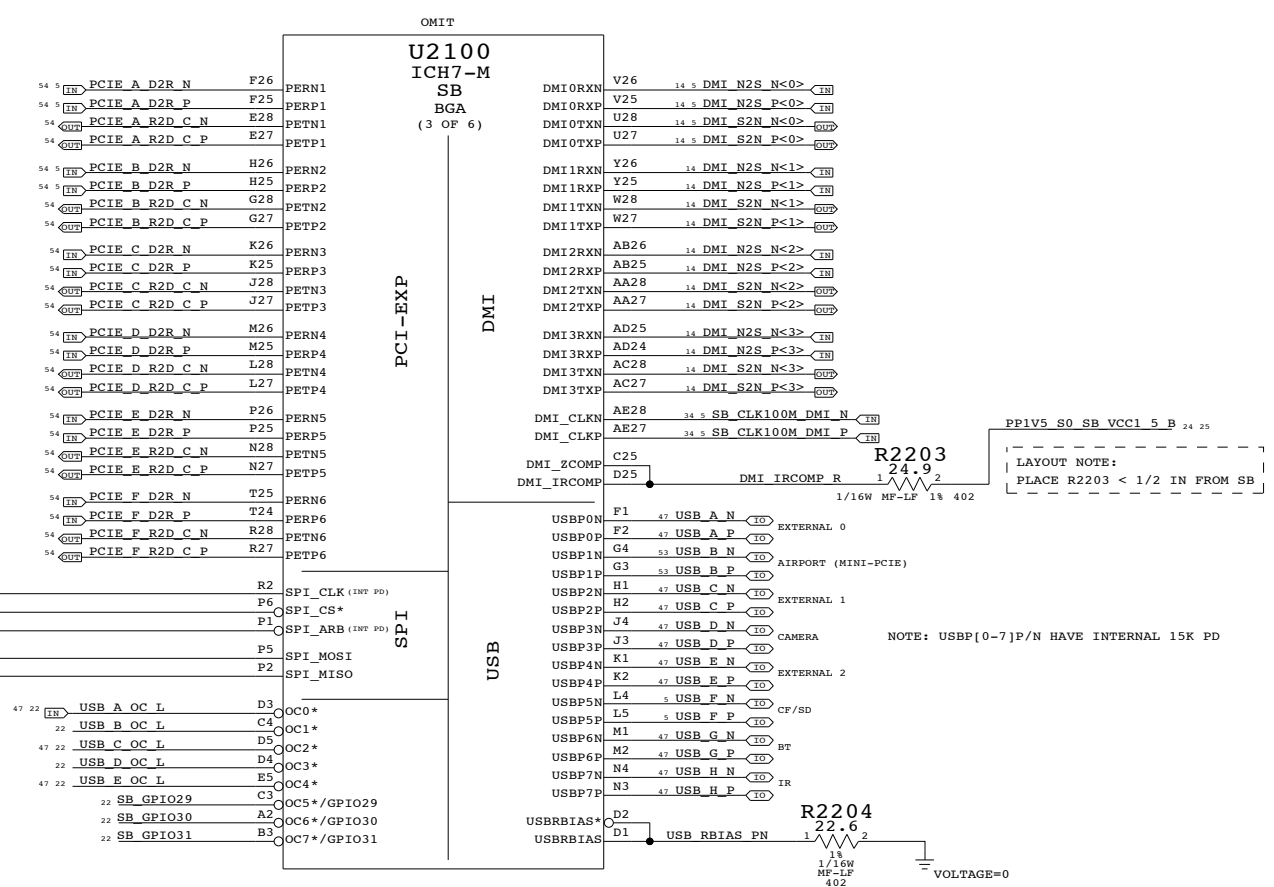 OMIT
U2100
ICH7-M
SB
BGA
(3 OF 6)
54 5 IN PCIE_A_D2R_N F26 PERN1
54 5 IN PCIE_A_D2R_P F25 PERP1
54 OUT PCIE_A_R2D_C_N E28 PETN1
54 OUT PCIE_A_R2D_C_P E27 PETP1
54 5 IN PCIE_B_D2R_N H26 PERN2
54 5 IN PCIE_B_D2R_P H25 PERP2
54 OUT PCIE_B_R2D_C_N G28 PETN2
54 OUT PCIE_B_R2D_C_P G27 PETP2
54 IN PCIE_C_D2R_N K26 PERN3
54 IN PCIE_C_D2R_P K25 PERP3
54 OUT PCIE_C_R2D_C_N J28 PETN3
54 OUT PCIE_C_R2D_C_P J27 PETP3
54 IN PCIE_D_D2R_N M26 PERN4
54 IN PCIE_D_D2R_P M25 PERP4
54 OUT PCIE_D_R2D_C_N L28 PETN4
54 OUT PCIE_D_R2D_C_P L27 PETP4
54 IN PCIE_E_D2R_N P26 PERN5
54 IN PCIE_E_D2R_P P25 PERP5
54 OUT PCIE_E_R2D_C_N N28 PETN5
54 OUT PCIE_E_R2D_C_P N27 PETP5
54 IN PCIE_F_D2R_N T25 PERN6
54 IN PCIE_F_D2R_P T24 PERP6
54 OUT PCIE_F_R2D_C_N R28 PETN6
54 OUT PCIE_F_R2D_C_P R27 PETP6
PCI-EXP
R2 SPI_CLK (INT PD)
P6 SPI_CS*
P1 SPI_ARB (INT PD)
P5 SPI_MOSI
P2 SPI_MISO
SPI
47 22 IN USB_A_OC_L D3 OC0*
22 USB_B_OC_L C4 OC1*
47 22 USB_C_OC_L D5 OC2*
22 USB_D_OC_L D4 OC3*
47 22 USB_E_OC_L E5 OC4*
22 SB_GPIO29 C3 OC5*/GPIO29
22 SB_GPIO30 A2 OC6*/GPIO30
22 SB_GPIO31 B3 OC7*/GPIO31
DMI
DMI0RXN V26 14 5 DMI_N2S_N<0> IN
DMI0RXP V25 14 5 DMI_N2S_P<0> IN
DMI0TXN U28 14 5 DMI_S2N_N<0> OUT
DMI0TXP U27 14 5 DMI_S2N_P<0> OUT
DMI1RXN Y26 14 DMI_N2S_N<1> IN
DMI1RXP Y25 14 DMI_N2S_P<1> IN
DMI1TXN W28 14 DMI_S2N_N<1> OUT
DMI1TXP W27 14 DMI_S2N_P<1> OUT
DMI2RXN AB26 14 DMI_N2S_N<2> IN
DMI2RXP AB25 14 DMI_N2S_P<2> IN
DMI2TXN AA28 14 DMI_S2N_N<2> OUT
DMI2TXP AA27 14 DMI_S2N_P<2> OUT
DMI3RXN AD25 14 DMI_N2S_N<3> IN
DMI3RXP AD24 14 DMI_N2S_P<3> IN
DMI3TXN AC28 14 DMI_S2N_N<3> OUT
DMI3TXP AC27 14 DMI_S2N_P<3> OUT
DMI_CLKN AE28 34 5 SB_CLK100M_DMI_N IN
DMI_CLKP AE27 34 5 SB_CLK100M_DMI_P IN
DMI_ZCOMP C25
DMI_IRCOMP D25 DMI_IRCOMP_R
R2203
24.9
1 2
1/16W MF-LF 1% 402
PP1V5_S0_SB_VCC1_5_B 24 25
LAYOUT NOTE:
PLACE R2203 < 1/2 IN FROM SB
USB
USBP0N F1 47 USB_A_N IO
EXTERNAL 0
USBP0P F2 47 USB_A_P IO
USBP1N G4 53 USB_B_N IO
AIRPORT (MINI-PCIE)
USBP1P G3 53 USB_B_P IO
USBP2N H1 47 USB_C_N IO
EXTERNAL 1
USBP2P H2 47 USB_C_P IO
USBP3N J4 47 USB_D_N IO
CAMERA
USBP3P J3 47 USB_D_P IO
USBP4N K1 47 USB_E_N IO
EXTERNAL 2
USBP4P K2 47 USB_E_P IO
USBP5N L4 5 USB_F_N IO
CF/SD
USBP5P L5 5 USB_F_P IO
USBP6N M1 47 USB_G_N IO
BT
USBP6P M2 47 USB_G_P IO
USBP7N N4 47 USB_H_N IO
IR
USBP7P N3 47 USB_H_P IO
NOTE: USBP[0-7]P/N HAVE INTERNAL 15K PD
USBRBIAS* D2
USBRBIAS D1 USB_RBIAS_PN
R2204
22.6
1 2
1%
1/16W
MF-LF
402
VOLTAGE=0